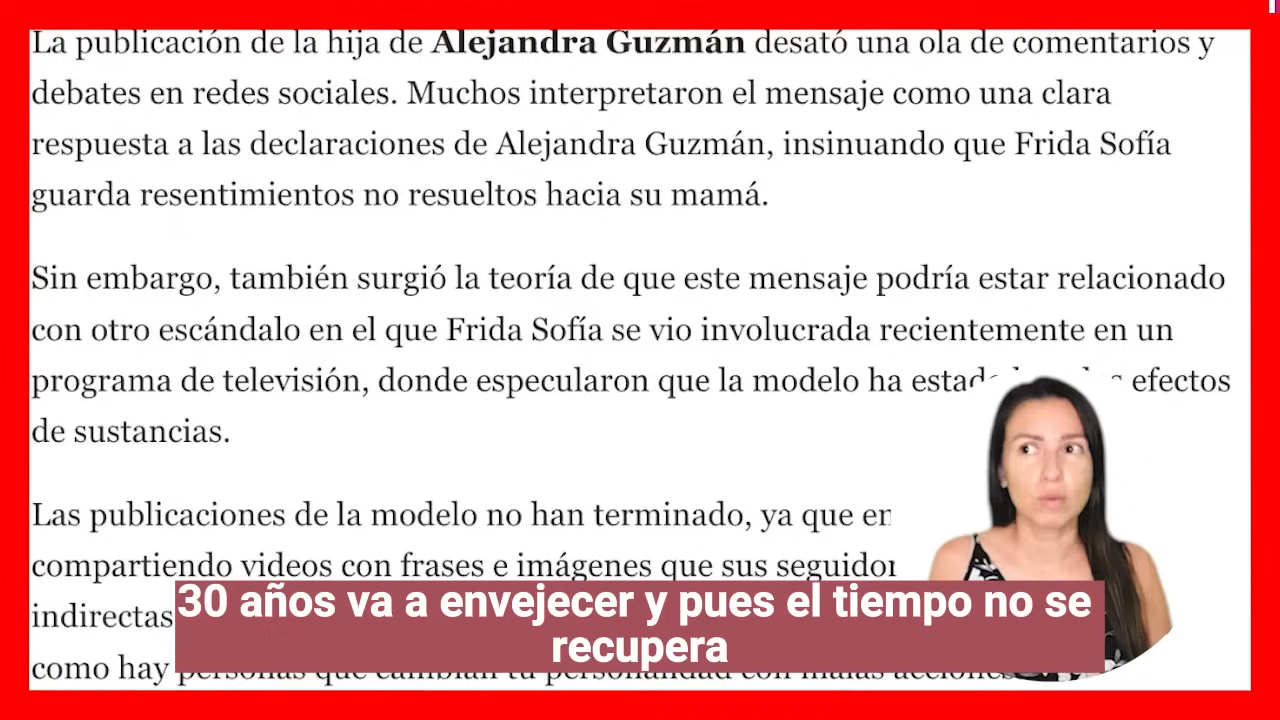 La publicación de la hija de Alejandra Guzmán desató una ola de comentarios y
debates en redes sociales. Muchos interpretaron el mensaje como una clara
respuesta a las declaraciones de Alejandra Guzmán, insinuando que Frida Sofía
guarda resentimientos no resueltos hacia su mamá.
Sin embargo, también surgió la teoría de que este mensaje podría estar relacionado
con otro escándalo en el que Frida Sofía se vio involucrada recientemente en un
programa de televisión, donde especularon que la modelo ha efectos
de sustancias.
Las publicaciones de la modelo no han terminado, ya que
compartiendo videos con frases e imágenes que sus
indirectas
30 años va a envejecer y pues el tiempo no se
recupera
como hay